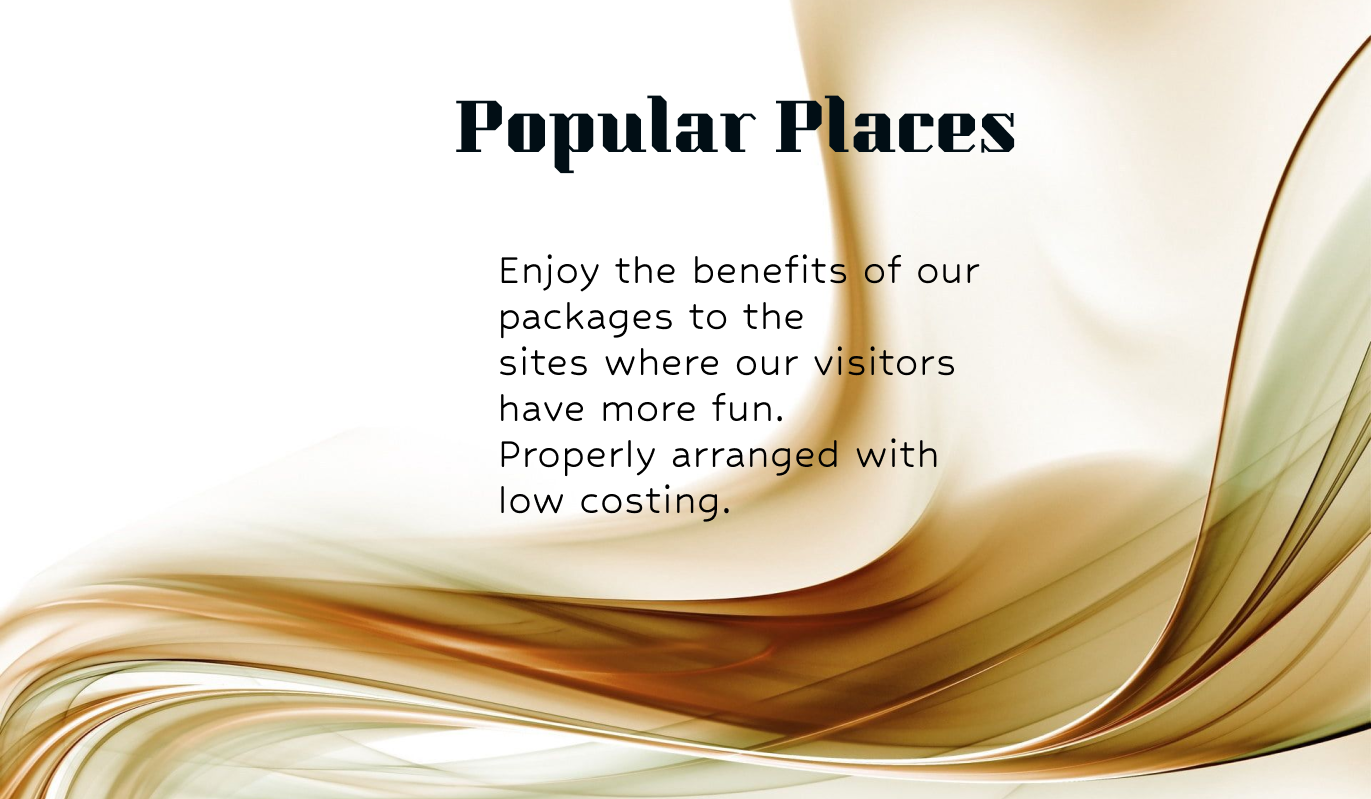 Popular Places
Enjoy the benefits of our
packages to the
sites where our visitors
have more fun.
Properly arranged with
low costing.